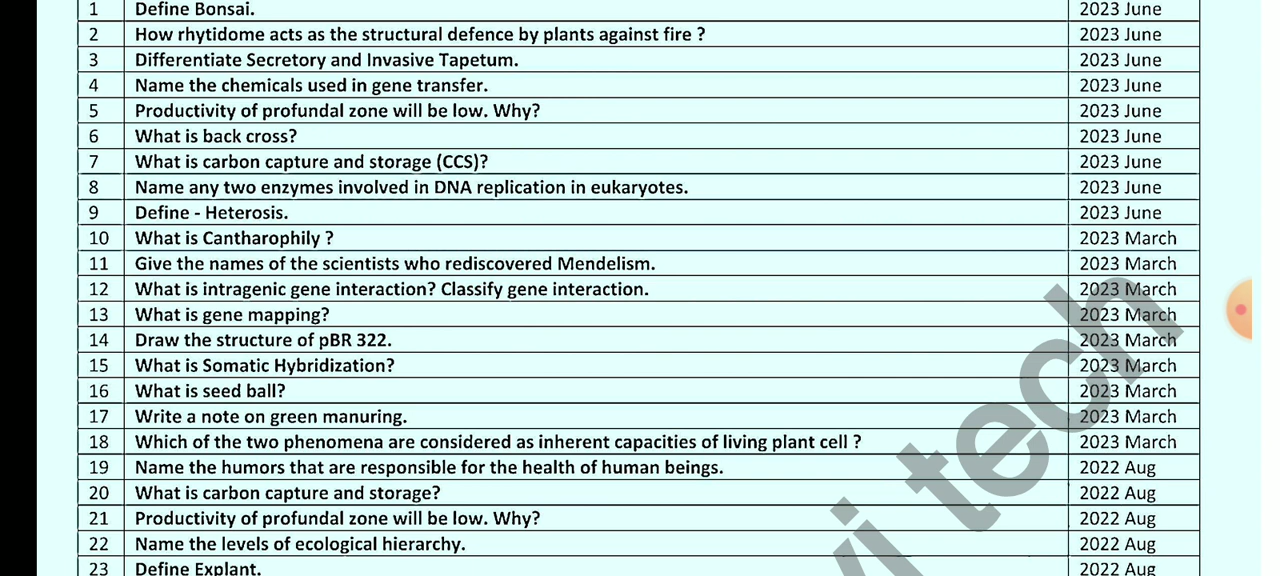 1 Define Bonsai. 2023 June
2 How rhytidome acts as the structural defence by plants against fire ? 2023 June
3 Differentiate Secretory and Invasive Tapetum. 2023 June
4 Name the chemicals used in gene transfer. 2023 June
5 Productivity of profundal zone will be low. Why? 2023 June
6 What is back cross? 2023 June
7 What is carbon capture and storage (CCS)? 2023 June
8 Name any two enzymes involved in DNA replication in eukaryotes. 2023 June
9 Define - Heterosis. 2023 June
10 What is Cantharophily ? 2023 March
11 Give the names of the scientists who rediscovered Mendelism. 2023 March
12 What is intragenic gene interaction? Classify gene interaction. 2023 March
13 What is gene mapping? 2023 March
14 Draw the structure of pBR 322. 2023 March
15 What is Somatic Hybridization? 2023 March
16 What is seed ball? 2023 March
17 Write a note on green manuring. 2023 March
18 Which of the two phenomena are considered as inherent capacities of living plant cell ? 2023 March
19 Name the humors that are responsible for the health of human beings. 2022 Aug
20 What is carbon capture and storage? 2022 Aug
21 Productivity of profundal zone will be low. Why? 2022 Aug
22 Name the levels of ecological hierarchy. 2022 Aug
23 Define Explant. 2022 Aug
vi tech